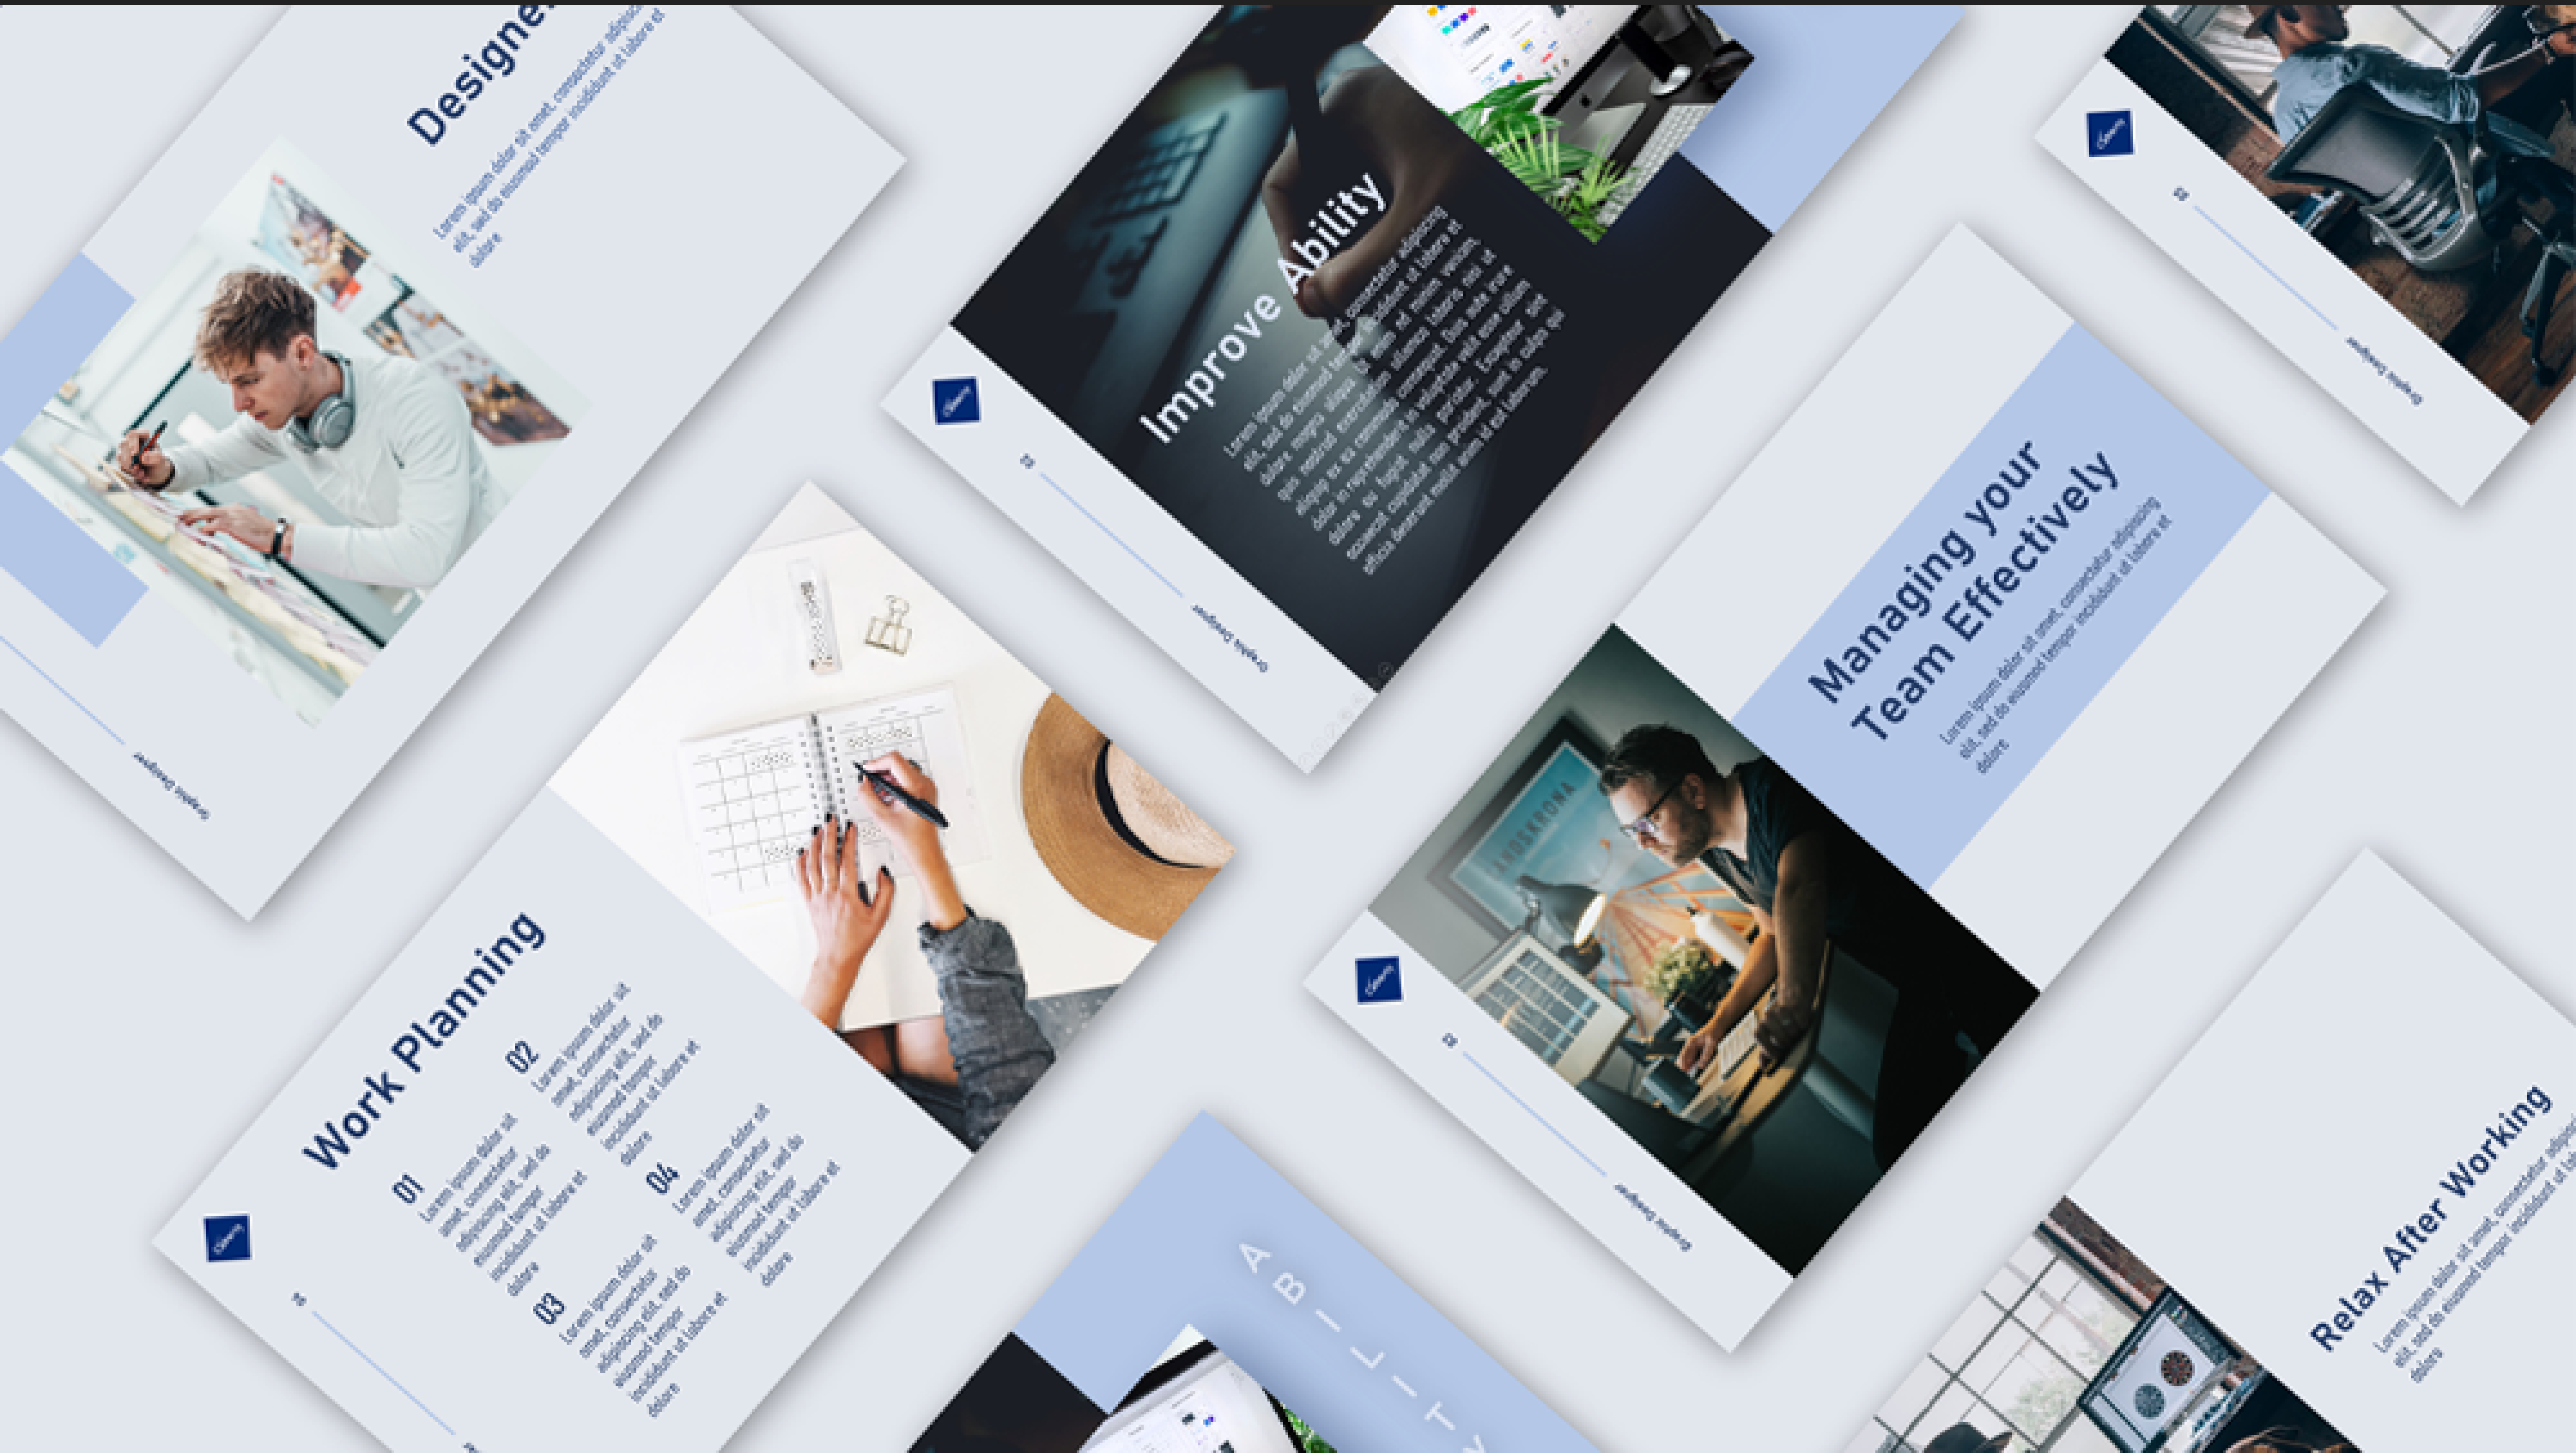 Designe
Lorem ipsum dolor sit amet, consectetur adipiscing
elit, sed do eiusmod tempor incididunt ut labore et
dolore
Graphic Designer
Improve Ability
Lorem ipsum dolor sit amet, consectetur adipiscing
elit, sed do eiusmod tempor incididunt ut labore et
dolore magna aliqua. Ut enim ad minim veniam,
quis nostrud exercitation ullamco laboris nisi ut
aliquip ex ea commodo consequat. Duis aute irure
dolor in reprehenderit in voluptate velit esse cillum
dolore eu fugiat nulla pariatur. Excepteur sint
occaecat cupidatat non proident, sunt in culpa qui
officia deserunt mollit anim id est laborum.
Graphic Designer
Graphic Designer
Managing your
Team Effectively
Lorem ipsum dolor sit amet, consectetur adipiscing
elit, sed do eiusmod tempor incididunt ut labore et
dolore
ANDSKRONA
Graphic Designer
Work Planning
01
Lorem ipsum dolor sit
amet, consectetur
adipiscing elit, sed do
eiusmod tempor
incididunt ut labore et
dolore
02
Lorem ipsum dolor sit
amet, consectetur
adipiscing elit, sed do
eiusmod tempor
incididunt ut labore et
dolore
03
Lorem ipsum dolor sit
amet, consectetur
adipiscing elit, sed do
eiusmod tempor
incididunt ut labore et
dolore
04
Lorem ipsum dolor sit
amet, consectetur
adipiscing elit, sed do
eiusmod tempor
incididunt ut labore et
dolore
A B I L I T Y
Relax After Working
Lorem ipsum dolor sit amet, consectetur
elit, sed do eiusmod tempor incididunt ut
dolore